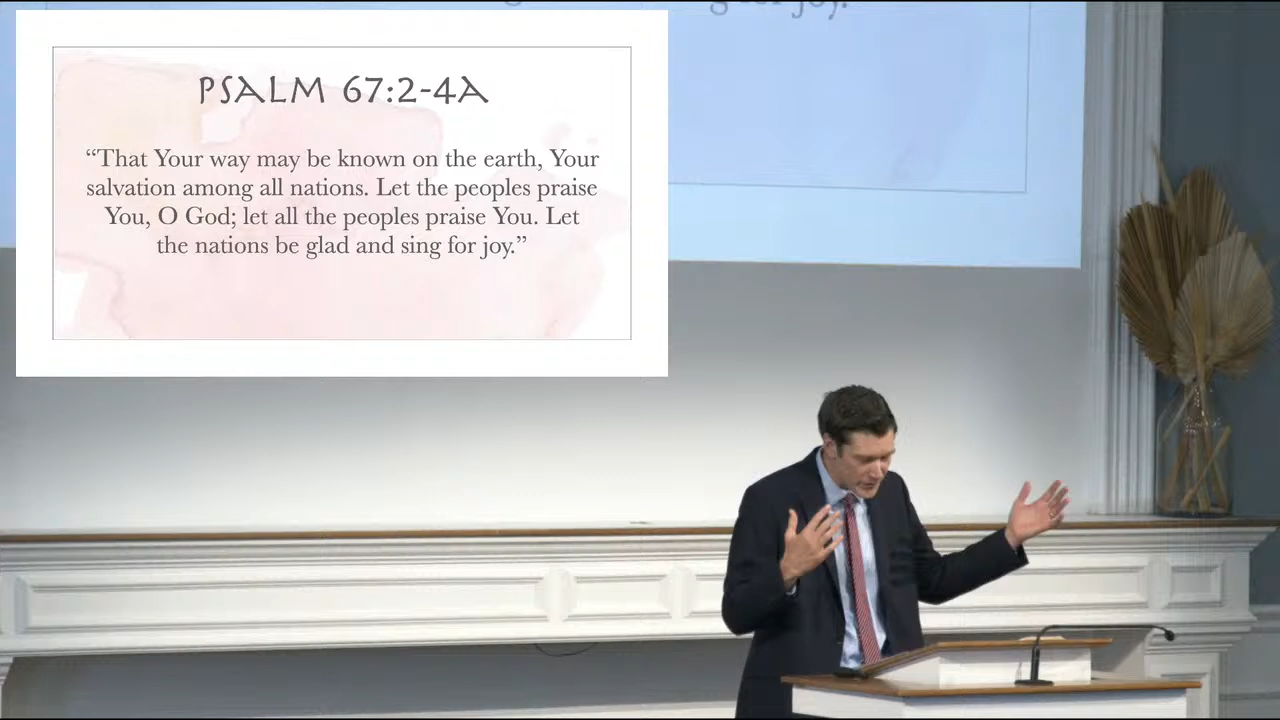 PSALM 67:2-4A
“That Your way may be known on the earth, Your
salvation among all nations. Let the peoples praise
You, O God; let all the peoples praise You. Let
the nations be glad and sing for joy.”
for joy.